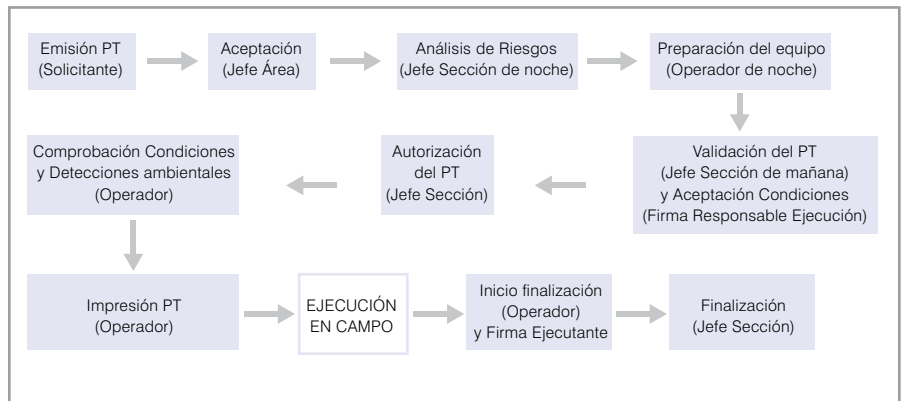 Emisión PT
(Solicitante)
Aceptación
(Jefe Área)
Análisis de Riesgos
(Jefe Sección de noche)
Preparación del equipo
(Operador de noche)
Validación del PT
(Jefe Sección de mañana)
y Aceptación Condiciones
(Firma Responsable Ejecución)
Autorización
del PT
(Jefe Sección)
Comprobación Condiciones
y Detecciones ambientales
(Operador)
Impresión PT
(Operador)
EJECUCIÓN
EN CAMPO
Inicio finalización
(Operador)
y Firma Ejecutante
Finalización
(Jefe Sección)